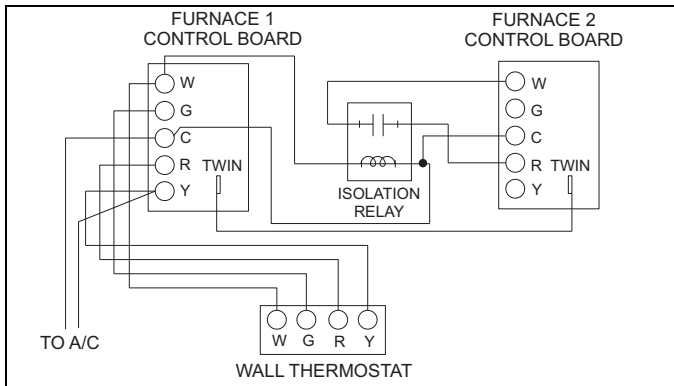 FURNACE 1
CONTROL BOARD
W
G
C
R
Y
TWIN
ISOLATION
RELAY
FURNACE 2
CONTROL BOARD
W
G
C
R
Y
TWIN
TO A/C
W G R Y
WALL THERMOSTAT